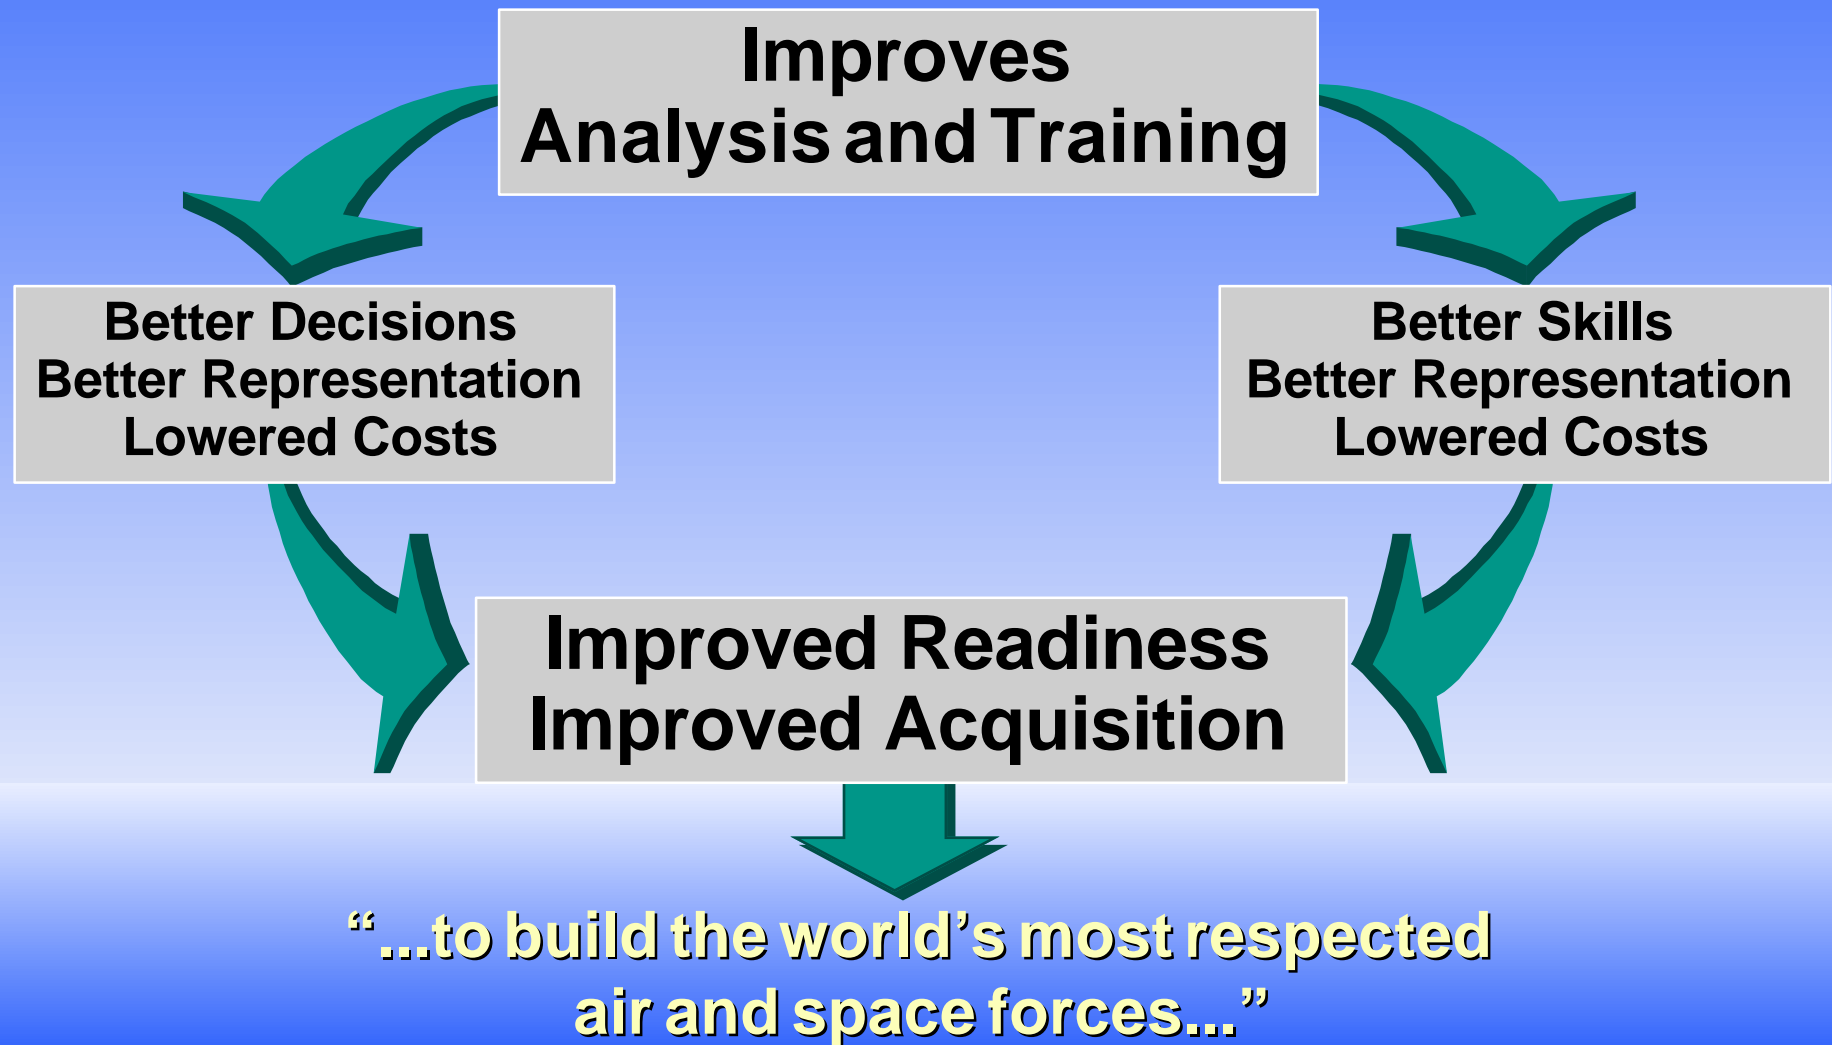 Improves
Analysis and Training
Better Decisions
Better Representation
Lowered Costs
Better Skills
Better Representation
Lowered Costs
Improved Readiness
Improved Acquisition
“...to build the world’s most respected
air and space forces...”